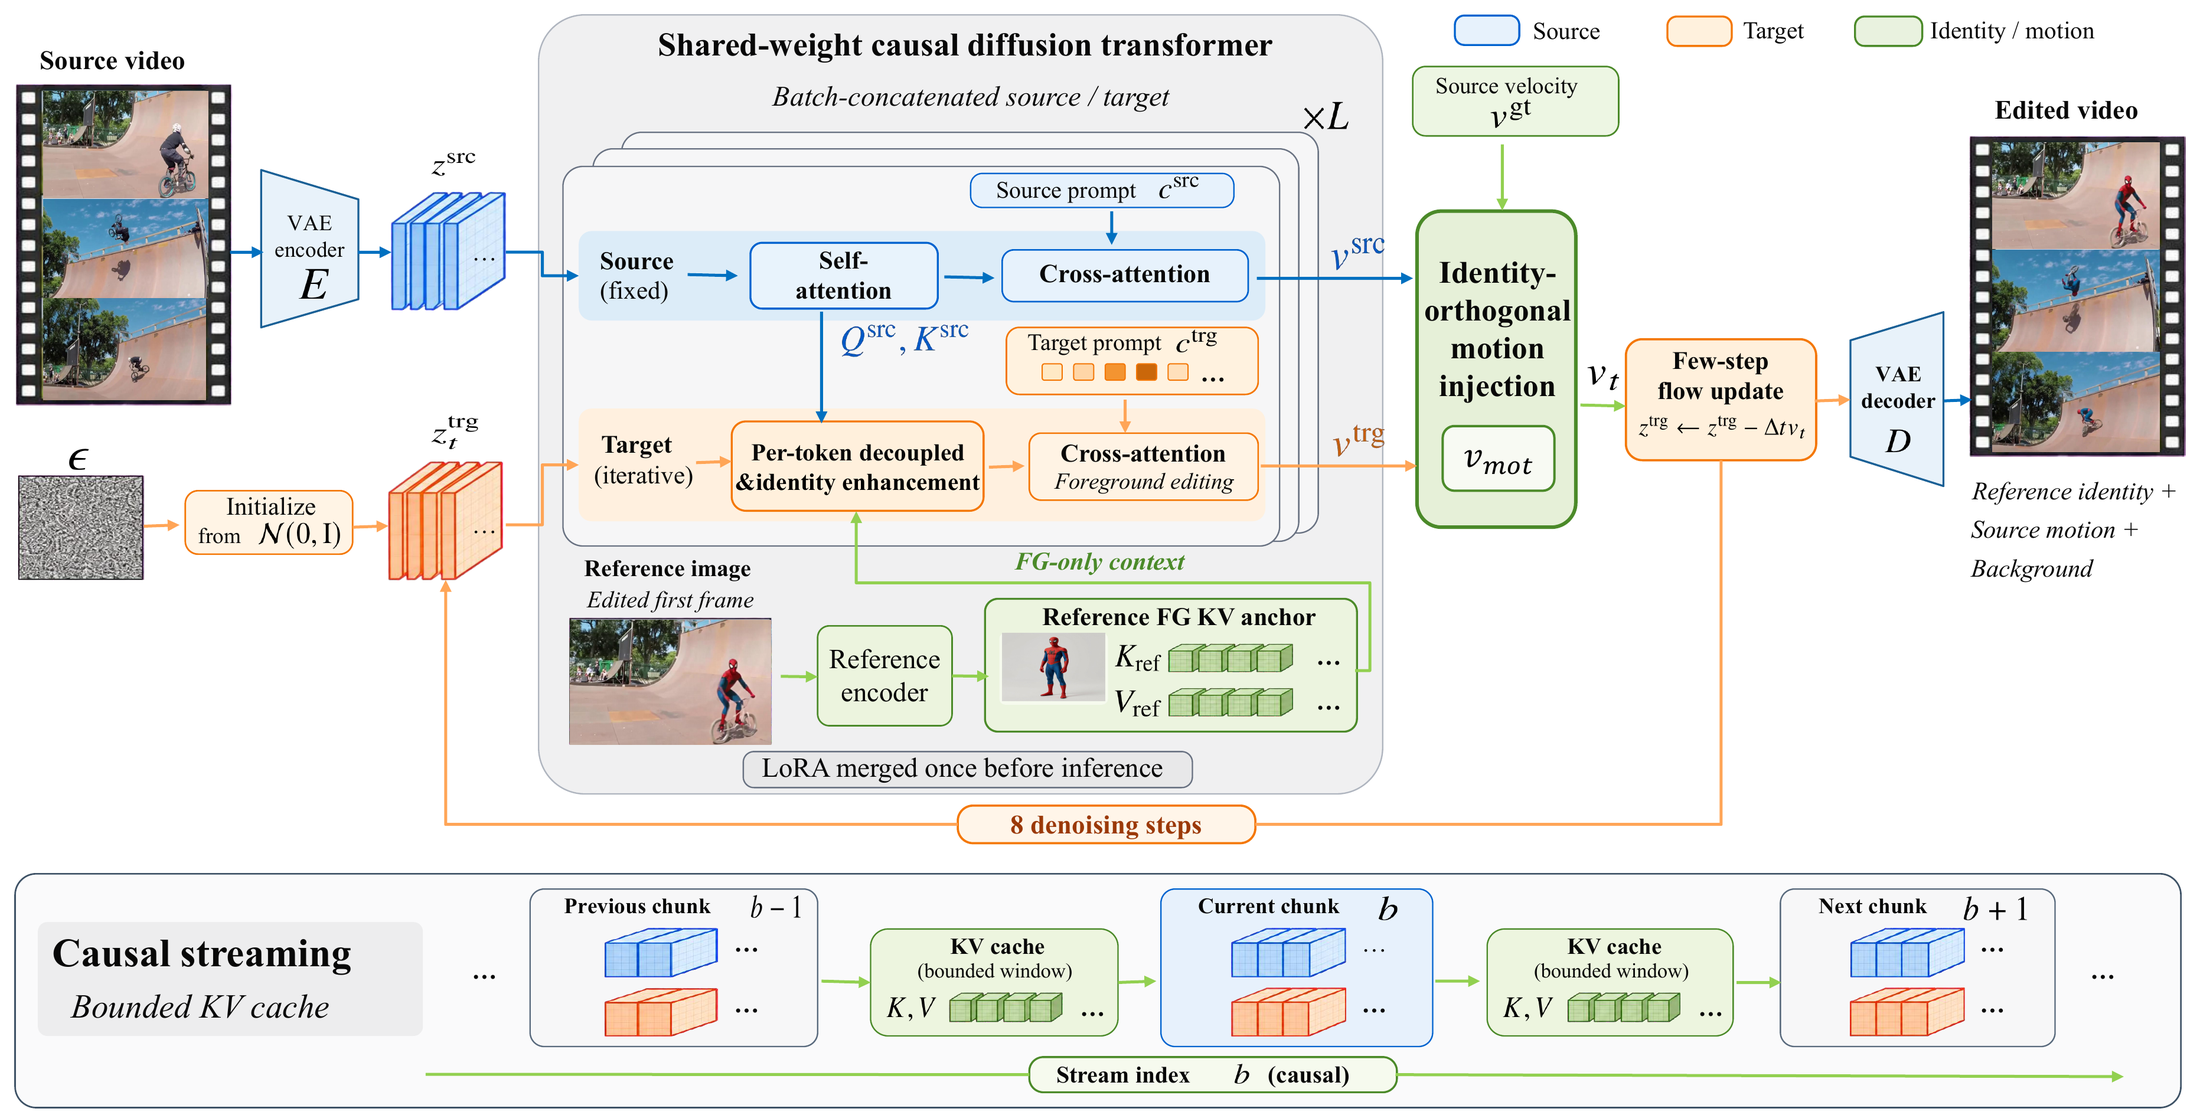 Source
Target
Identity / motion
Source video
Shared-weight causal diffusion transformer
Batch-concatenated source / target
×L
Source velocity
v^gt
Edited video
z^src
VAE
encoder
E
...
Source prompt c^src
Source
(fixed)
Self-
attention
Cross-attention
v^src
Q^src, K^src
Target prompt c^trg
...
Identity-
orthogonal
motion
injection
v_mot
v_t
Few-step
flow update
z^trg ← z^trg − Δtv_t
VAE
decoder
D
ϵ
Initialize
from N(0, I)
z_t^trg
...
Target
(iterative)
Per-token decoupled
&identity enhancement
Cross-attention
Foreground editing
v^trg
Reference identity +
Source motion +
Background
FG-only context
Reference image
Edited first frame
Reference
encoder
Reference FG KV anchor
K_ref ...
V_ref ...
LoRA merged once before inference
8 denoising steps
Causal streaming
Bounded KV cache
...
Previous chunk b − 1
...
...
KV cache
(bounded window)
K, V ...
Current chunk b
...
...
KV cache
(bounded window)
K, V ...
Next chunk b + 1
...
...
...
Stream index b (causal)